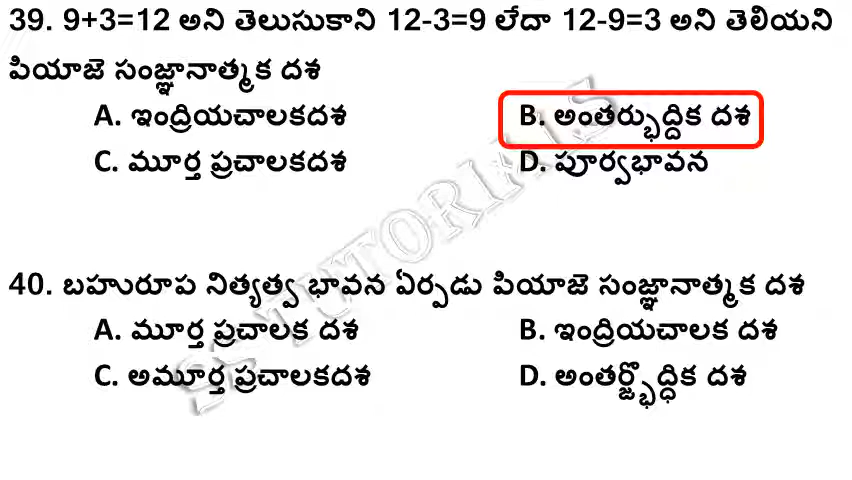 39. 9+3=12 అని తెలుసుకాని 12-3=9 లేదా 12-9=3 అని తెలియని
పియాజె సంజ్ఞానాత్మక దశ
A. ఇంద్రియచాలకదశ B. అంతర్భుద్దిక దశ
C. మూర్త ప్రచాలకదశ D. పూర్వభావన
40. బహురూప నిత్యత్వ భావన ఏర్పడు పియాజె సంజ్ఞానాత్మక దశ
A. మూర్త ప్రచాలక దశ B. ఇంద్రియచాలక దశ
C. అమూర్త ప్రచాలకదశ D. అంతర్భొద్ధిక దశ
SS TUTORIALS